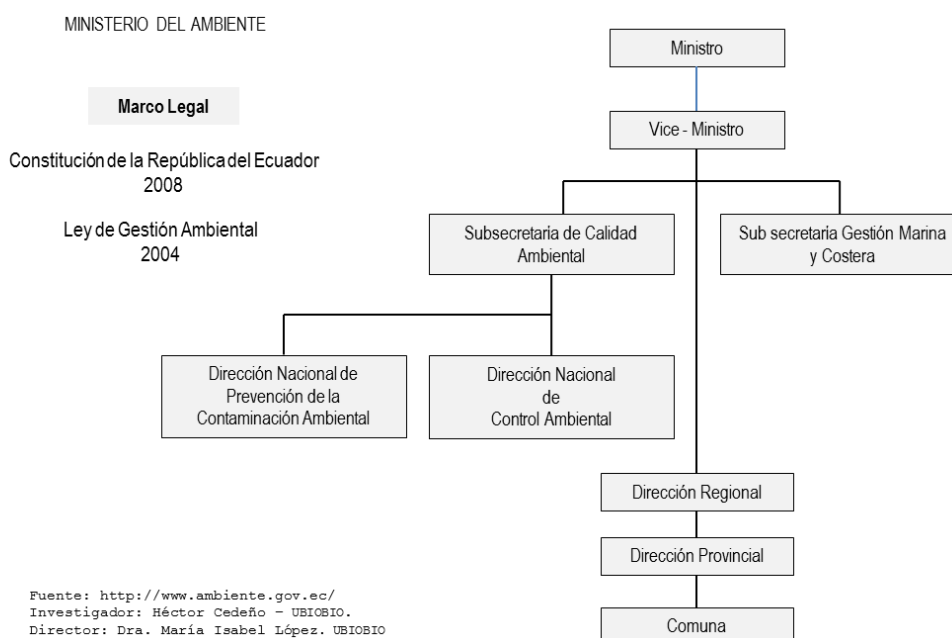 MINISTERIO DEL AMBIENTE
Marco Legal
Constitución de la República del Ecuador
2008
Ley de Gestión Ambiental
2004
Ministro
Vice - Ministro
Subsecretaria de Calidad
Ambiental
Sub secretaria Gestión Marina
y Costera
Dirección Nacional de
Prevención de la
Contaminación Ambiental
Dirección Nacional
de
Control Ambiental
Dirección Regional
Dirección Provincial
Comuna
Fuente: http://www.ambiente.gov.ec/
Investigador: Héctor Cedeño – UBIOBIO.
Director: Dra. María Isabel López. UBIOBIO